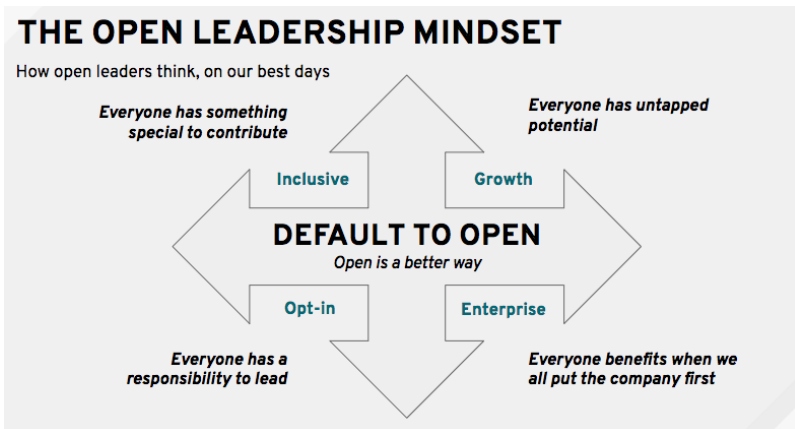 THE OPEN LEADERSHIP MINDSET
How open leaders think, on our best days
Everyone has something
special to contribute
Everyone has untapped
potential
Inclusive
Growth
DEFAULT TO OPEN
Open is a better way
Opt-in
Enterprise
Everyone has a
responsibility to lead
Everyone benefits when we
all put the company first